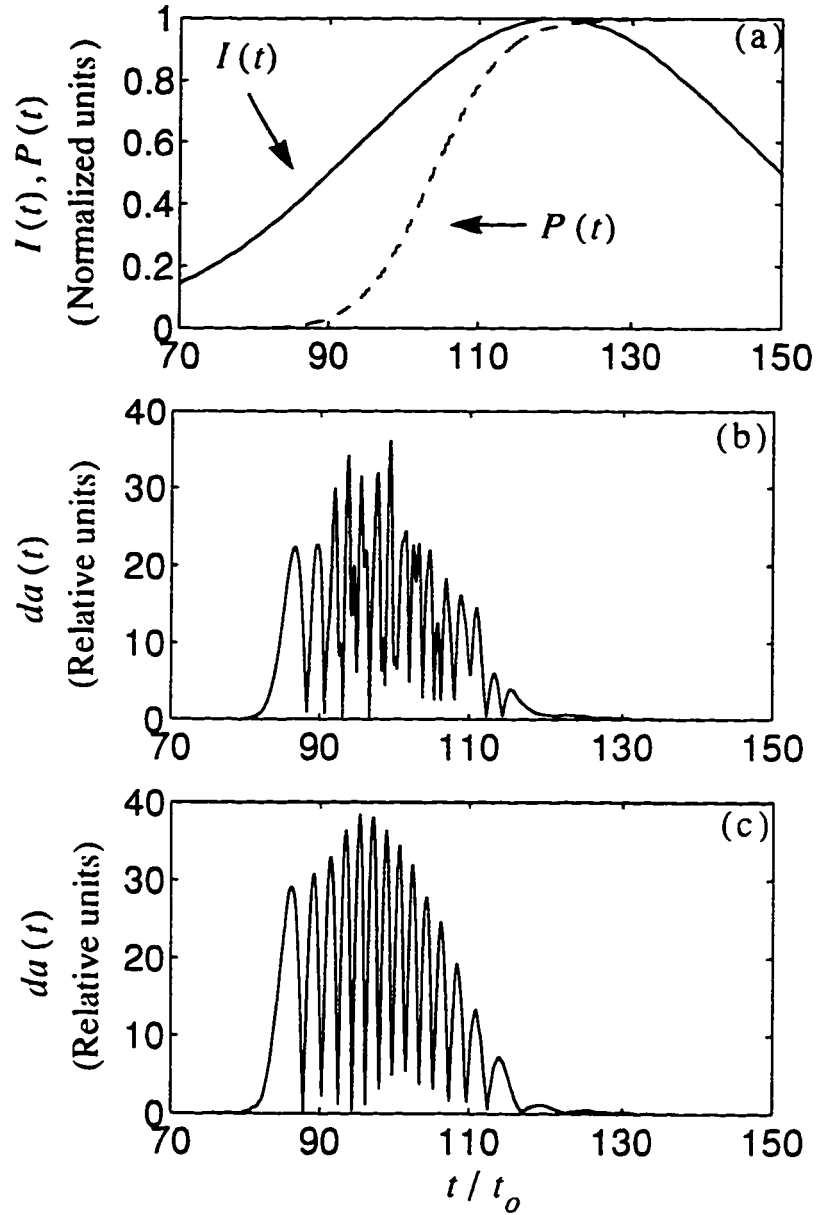 1
(a)
I (t)
0.8
0.6
0.4
P (t)
0.2
0
70 90 110 130 150
I (t) , P (t)
(Normalized units)
40
(b)
30
20
10
0
70 90 110 130 150
da (t)
(Relative units)
40
(c)
30
20
10
0
70 90 110 130 150
da (t)
(Relative units)
t / to